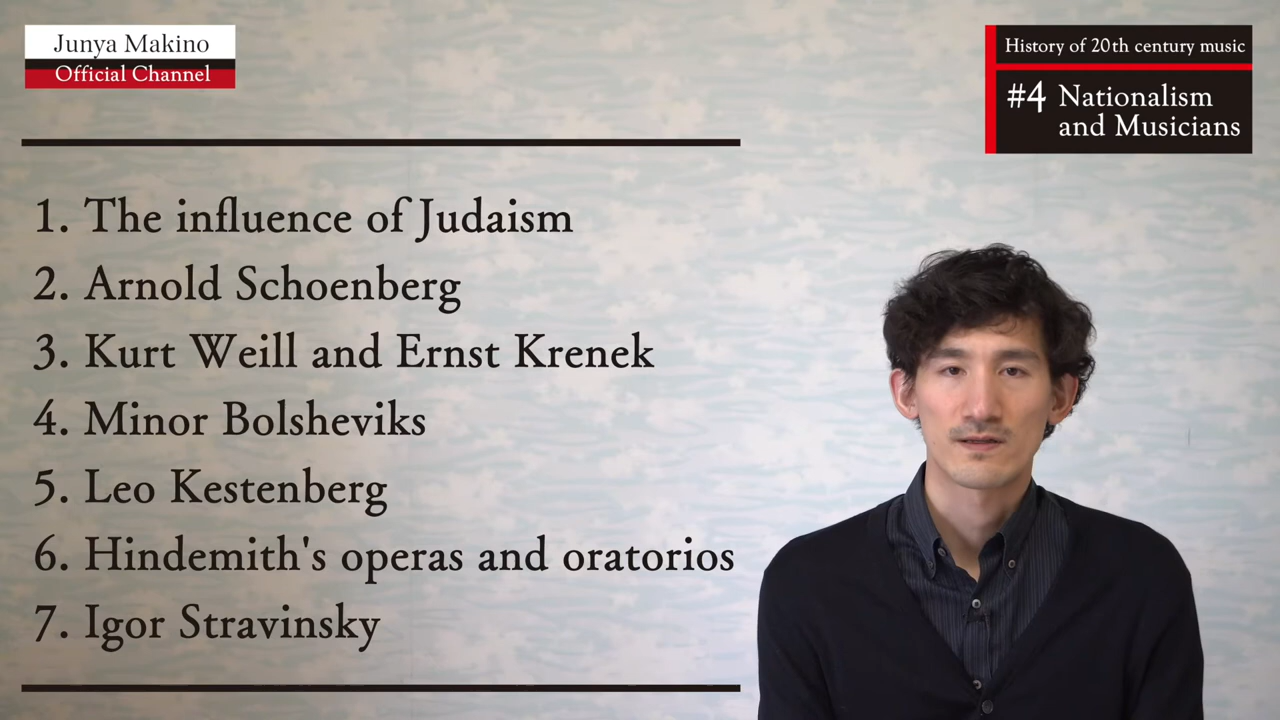 Junya Makino
Official Channel
History of 20th century music
#4 Nationalism
and Musicians
1. The influence of Judaism
2. Arnold Schoenberg
3. Kurt Weill and Ernst Krenek
4. Minor Bolsheviks
5. Leo Kestenberg
6. Hindemith's operas and oratorios
7. Igor Stravinsky